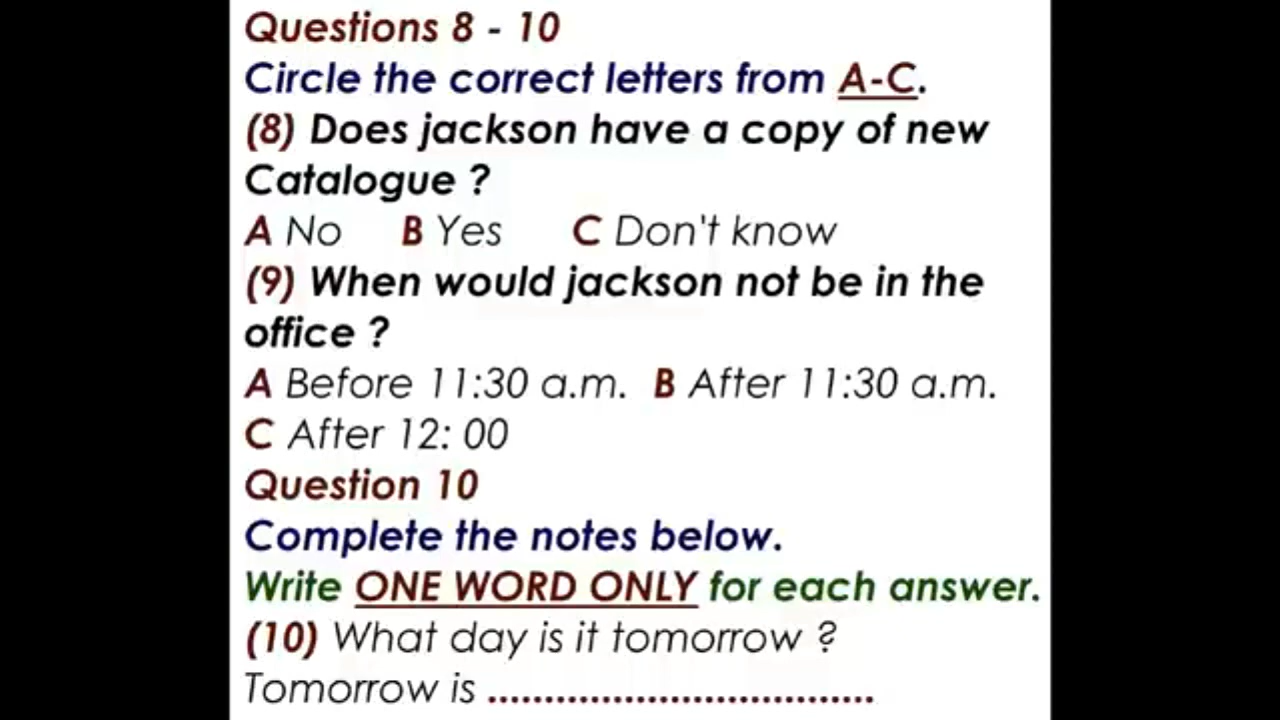 Questions 8 - 10
Circle the correct letters from A-C.
(8) Does jackson have a copy of new
Catalogue ?
A No B Yes C Don't know
(9) When would jackson not be in the
office ?
A Before 11:30 a.m. B After 11:30 a.m.
C After 12: 00
Question 10
Complete the notes below.
Write ONE WORD ONLY for each answer.
(10) What day is it tomorrow ?
Tomorrow is ..................................